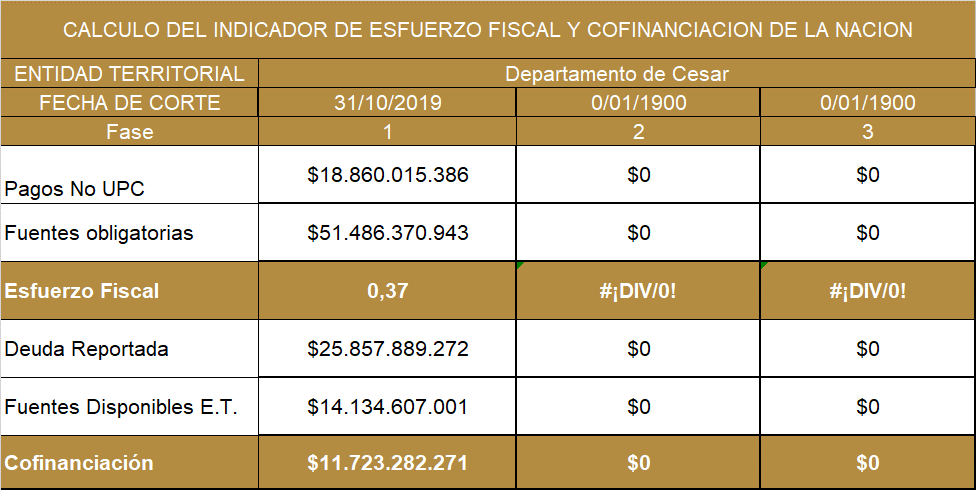 CALCULO DEL INDICADOR DE ESFUERZO FISCAL Y COFINANCIACION DE LA NACION
ENTIDAD TERRITORIAL Departamento de Cesar
FECHA DE CORTE 31/10/2019 0/01/1900 0/01/1900
Fase 1 2 3
Pagos No UPC $18.860.015.386 $0 $0
Fuentes obligatorias $51.486.370.943 $0 $0
Esfuerzo Fiscal 0,37 #¡DIV/0! #¡DIV/0!
Deuda Reportada $25.857.889.272 $0 $0
Fuentes Disponibles E.T. $14.134.607.001 $0 $0
Cofinanciación $11.723.282.271 $0 $0